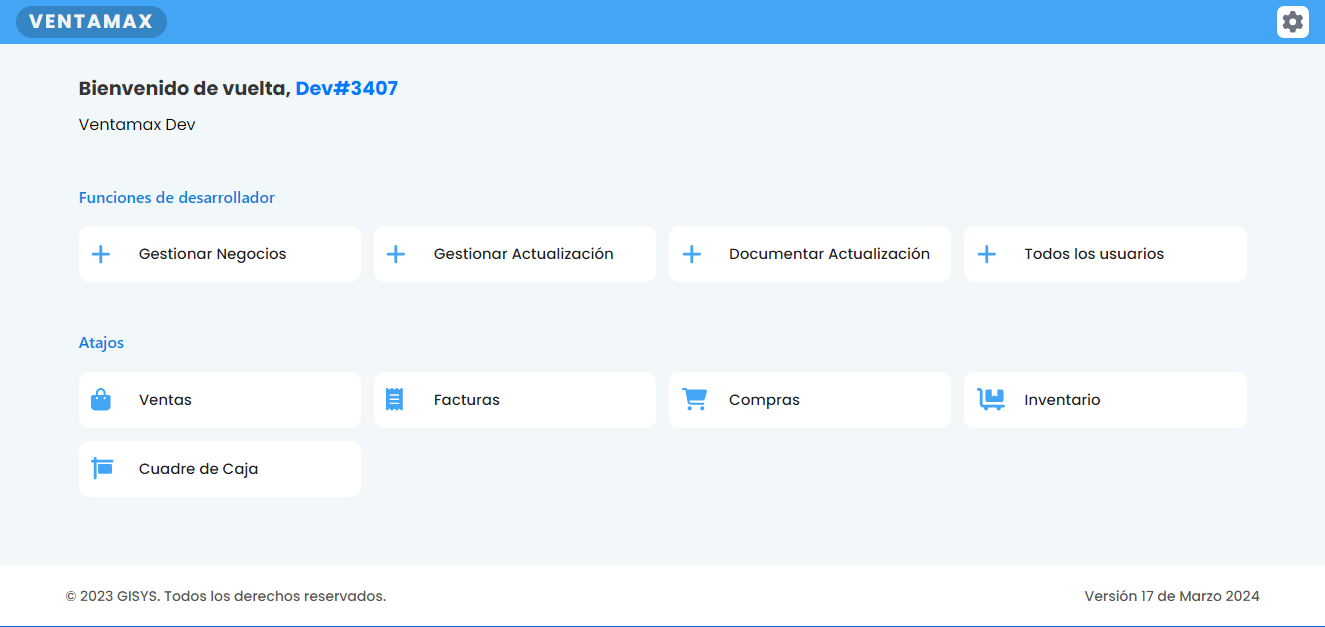 VENTAMAX
Bienvenido de vuelta, Dev#3407
Ventamax Dev
Funciones de desarrollador
Gestionar Negocios
Gestionar Actualización
Documentar Actualización
Todos los usuarios
Atajos
Ventas
Facturas
Compras
Inventario
Cuadre de Caja
© 2023 GISYS. Todos los derechos reservados.
Versión 17 de Marzo 2024